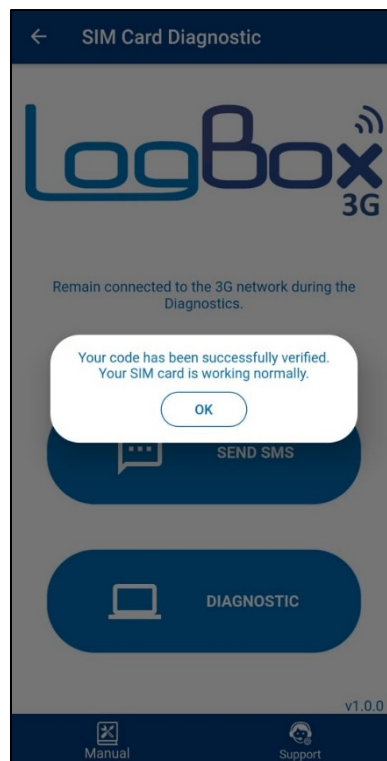 SIM Card Diagnostic
LogBox
3G
Remain connected to the 3G network during the
Diagnostics.
Your code has been successfully verified.
Your SIM card is working normally.
OK
SEND SMS
DIAGNOSTIC
v1.0.0
Manual
Support